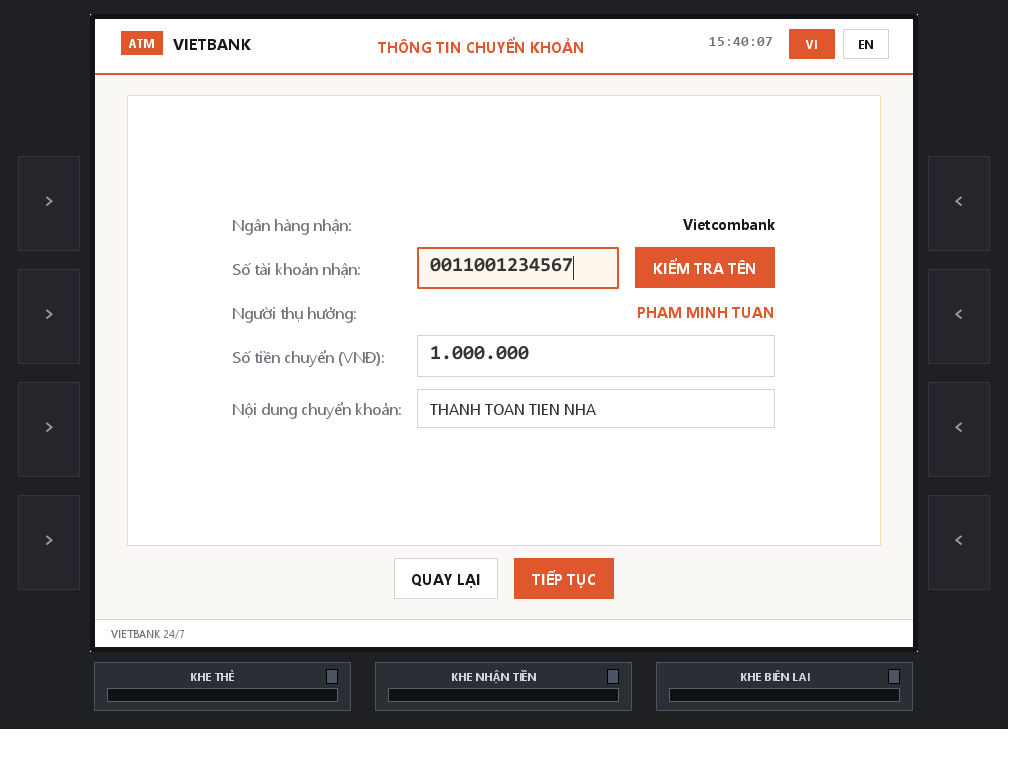 ATM VIETBANK THÔNG TIN CHUYỂN KHOẢN 15:40:07 VI EN
Ngân hàng nhận: Vietcombank
Số tài khoản nhận: 0011001234567 KIỂM TRA TÊN
Người thụ hưởng: PHAM MINH TUAN
Số tiền chuyển (VNĐ): 1.000.000
Nội dung chuyển khoản: THANH TOAN TIEN NHA
QUAY LẠI TIẾP TỤC
VIETBANK 24/7
KHE THẺ KHE NHẬN TIỀN KHE BIÊN LAI